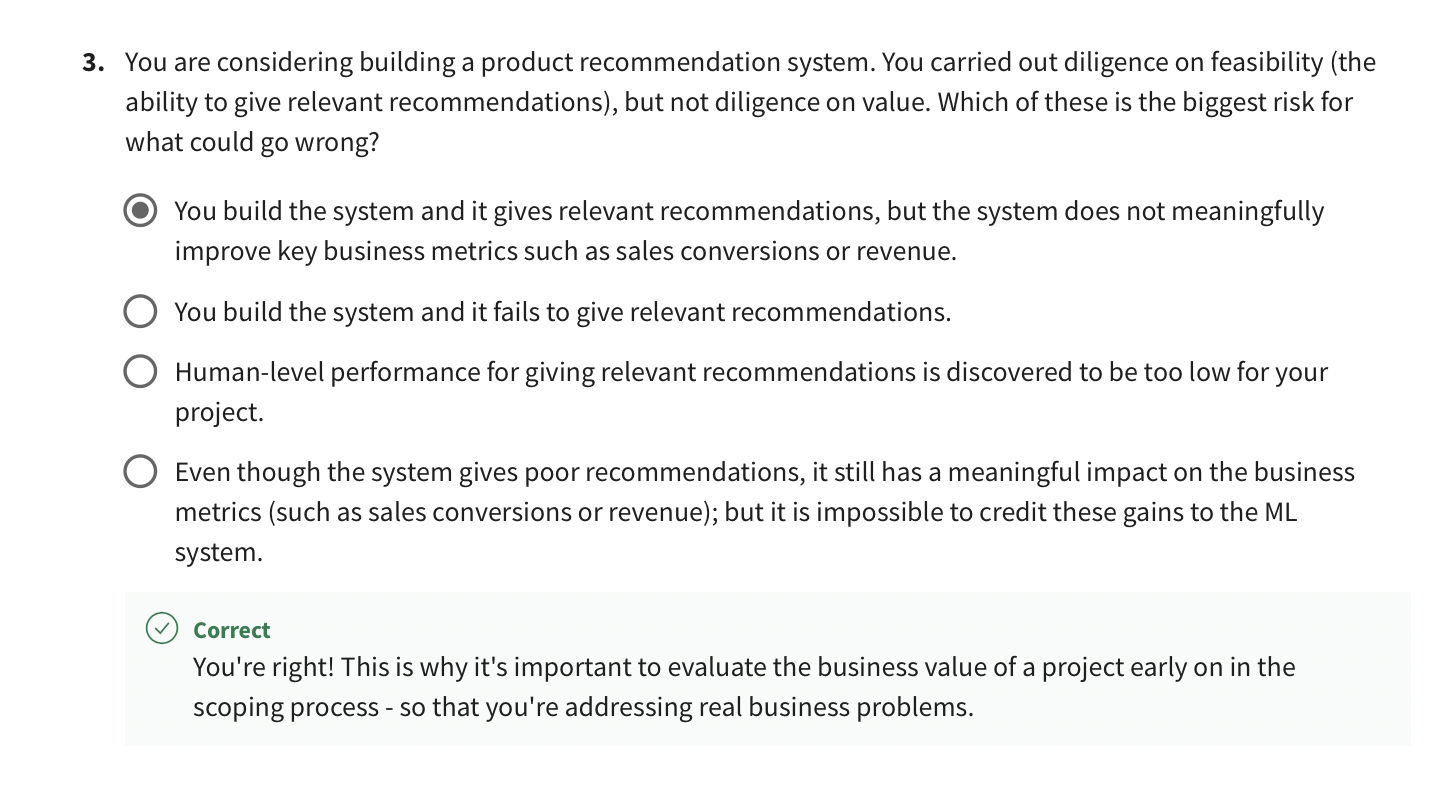 3. You are considering building a product recommendation system. You carried out diligence on feasibility (the
ability to give relevant recommendations), but not diligence on value. Which of these is the biggest risk for
what could go wrong?
You build the system and it gives relevant recommendations, but the system does not meaningfully
improve key business metrics such as sales conversions or revenue.
You build the system and it fails to give relevant recommendations.
Human-level performance for giving relevant recommendations is discovered to be too low for your
project.
Even though the system gives poor recommendations, it still has a meaningful impact on the business
metrics (such as sales conversions or revenue); but it is impossible to credit these gains to the ML
system.
Correct
You're right! This is why it's important to evaluate the business value of a project early on in the
scoping process - so that you're addressing real business problems.